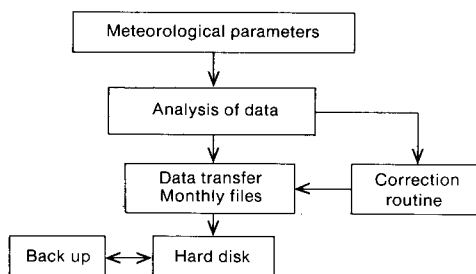 Meteorological parameters
Analysis of data
Data transfer
Monthly files
Correction
routine
Back up
Hard disk